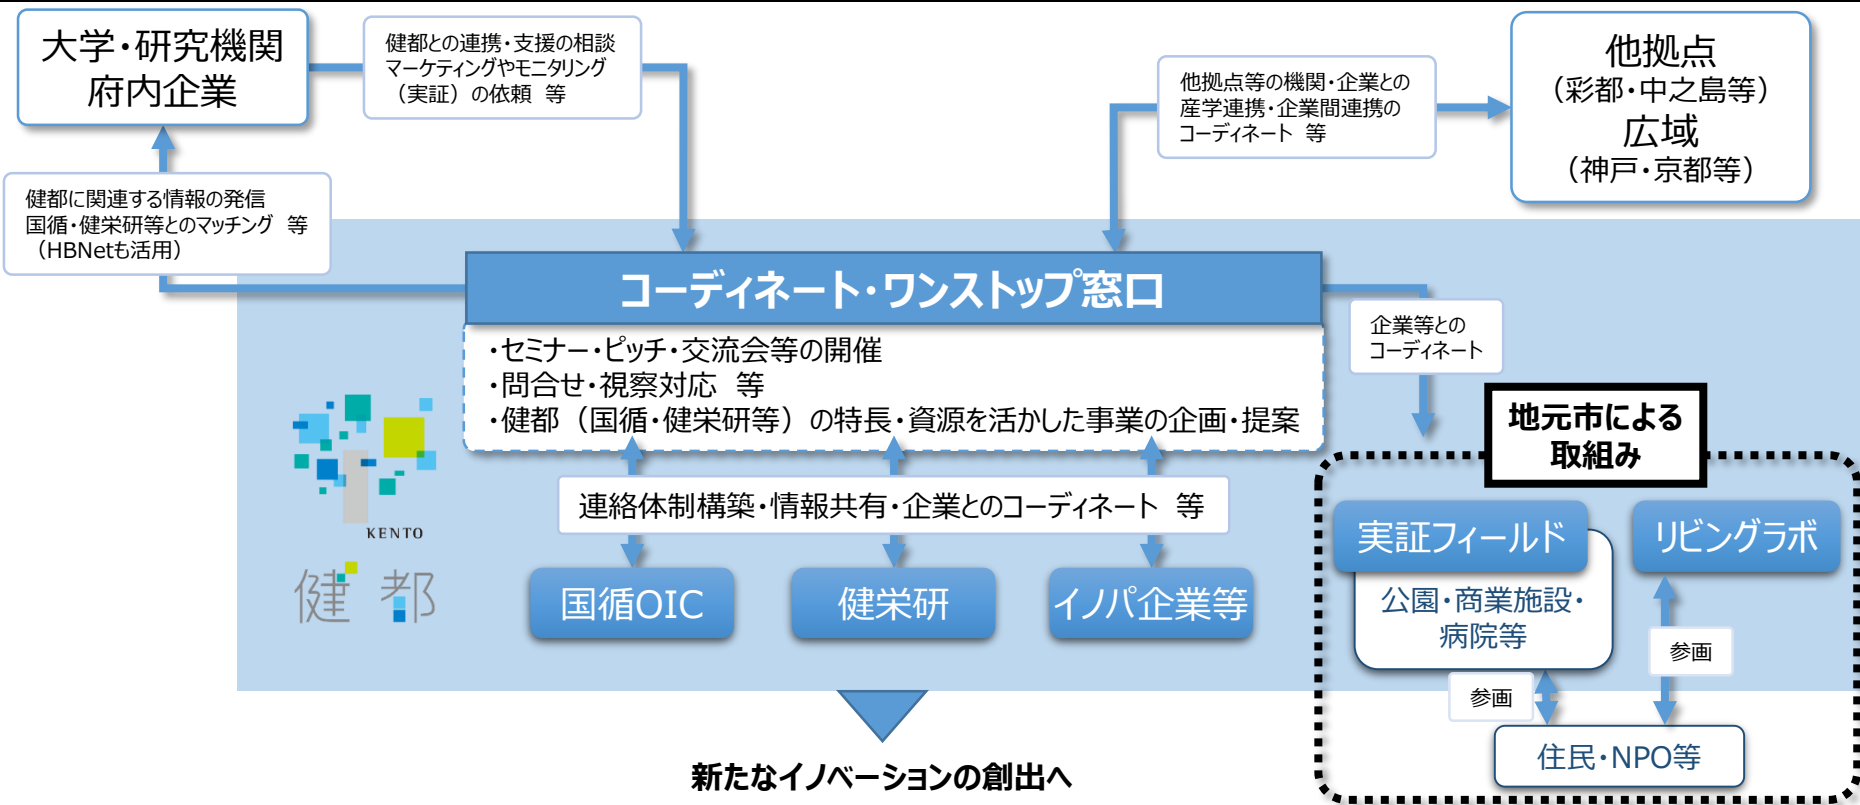 大学・研究機関
府内企業
健都との連携・支援の相談
マーケティングやモニタリング
（実証）の依頼　等
他拠点等の機関・企業との
産学連携・企業間連携の
コーディネート　等
他拠点
（彩都・中之島等）
広域
（神戸・京都等）
健都に関連する情報の発信
国循・健栄研等とのマッチング　等
（HBNetも活用）
コーディネート・ワンストップ窓口
・セミナー・ピッチ・交流会等の開催
・問合せ・視察対応　等
・健都（国循・健栄研等）の特長・資源を活かした事業の企画・提案
企業等との
コーディネート
地元市による
取組み
連絡体制構築・情報共有・企業とのコーディネート　等
KENTO
健都
国循OIC
健栄研
イノパ企業等
実証フィールド
公園・商業施設・
病院等
リビングラボ
参画
参画
住民・NPO等
新たなイノベーションの創出へ